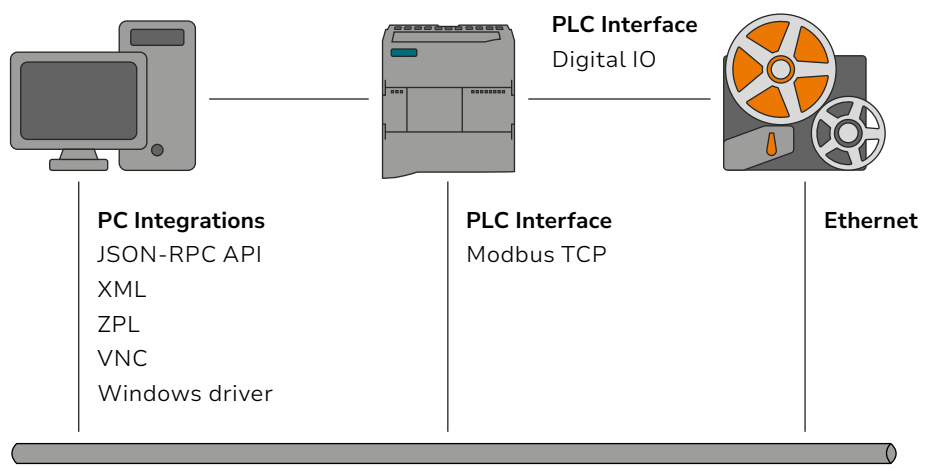 PLC Interface
Digital IO
PC Integrations
JSON-RPC API
XML
ZPL
VNC
Windows driver
PLC Interface
Modbus TCP
Ethernet